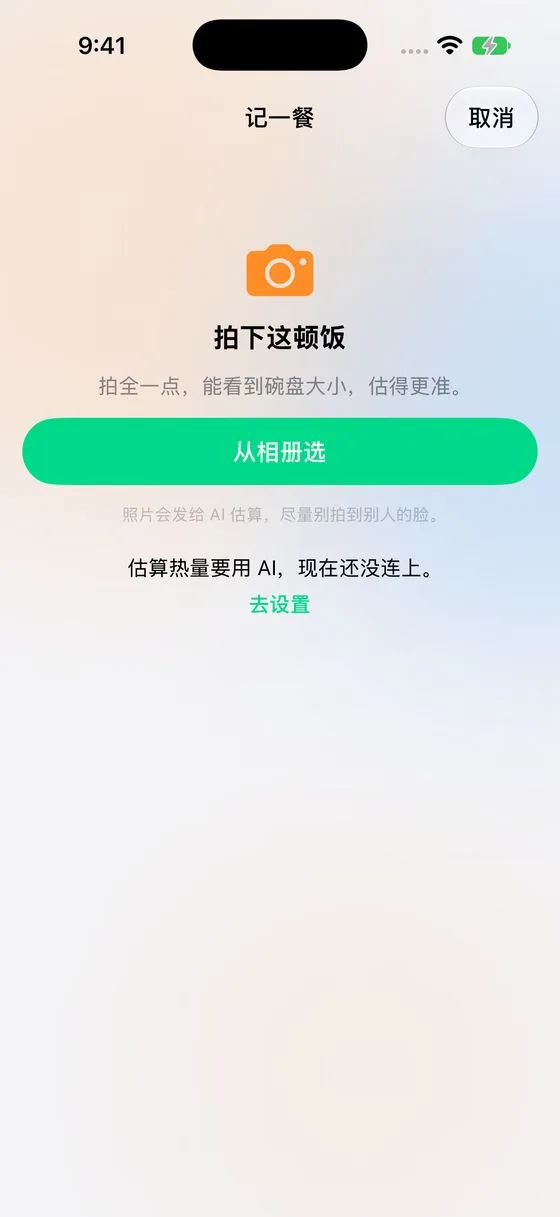 9:41
记一餐
取消
拍下这顿饭
拍全一点，能看到碗盘大小，估得更准。
从相册选
照片会发给 AI 估算，尽量别拍到别人的脸。
估算热量要用 AI，现在还没连上。
去设置